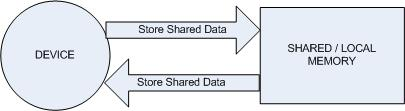 DEVICE
Store Shared Data
Store Shared Data
SHARED / LOCAL
MEMORY